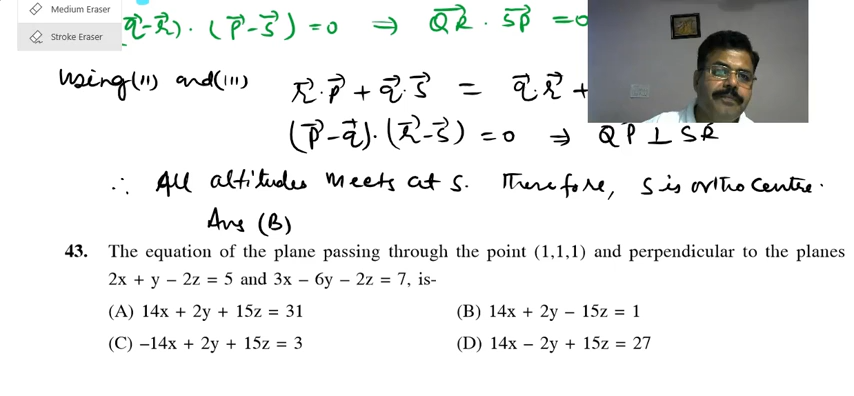 Medium Eraser
Stroke Eraser
(q⃗-r⃗)·(p⃗-s⃗)=0 ⇒ QR⃗ · SP⃗ =0
Using (ii) and (iii) r⃗·p⃗ + q⃗·s⃗ = q⃗·r⃗ +
(p⃗-q⃗)·(r⃗-s⃗)=0 ⇒ QP ⊥ SR
∴ All altitudes meets at S. Therefore, S is orthocentre.
Ans (B)
43. The equation of the plane passing through the point (1,1,1) and perpendicular to the planes
2x + y – 2z = 5 and 3x – 6y – 2z = 7, is-
(A) 14x + 2y + 15z = 31 (B) 14x + 2y – 15z = 1
(C) –14x + 2y + 15z = 3 (D) 14x – 2y + 15z = 27